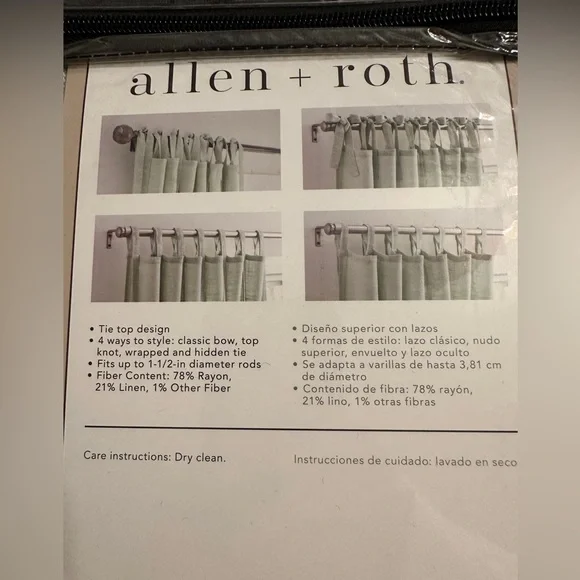 allen + roth.
• Tie top design
• 4 ways to style: classic bow, top
knot, wrapped and hidden tie
• Fits up to 1-1/2-in diameter rods
• Fiber Content: 78% Rayon,
21% Linen, 1% Other Fiber
• Diseño superior con lazos
• 4 formas de estilo: lazo clásico, nudo
superior, envuelto y lazo oculto
• Se adapta a varillas de hasta 3,81 cm
de diámetro
• Contenido de fibra: 78% rayón,
21% lino, 1% otras fibras
Care instructions: Dry clean.
Instrucciones de cuidado: lavado en seco